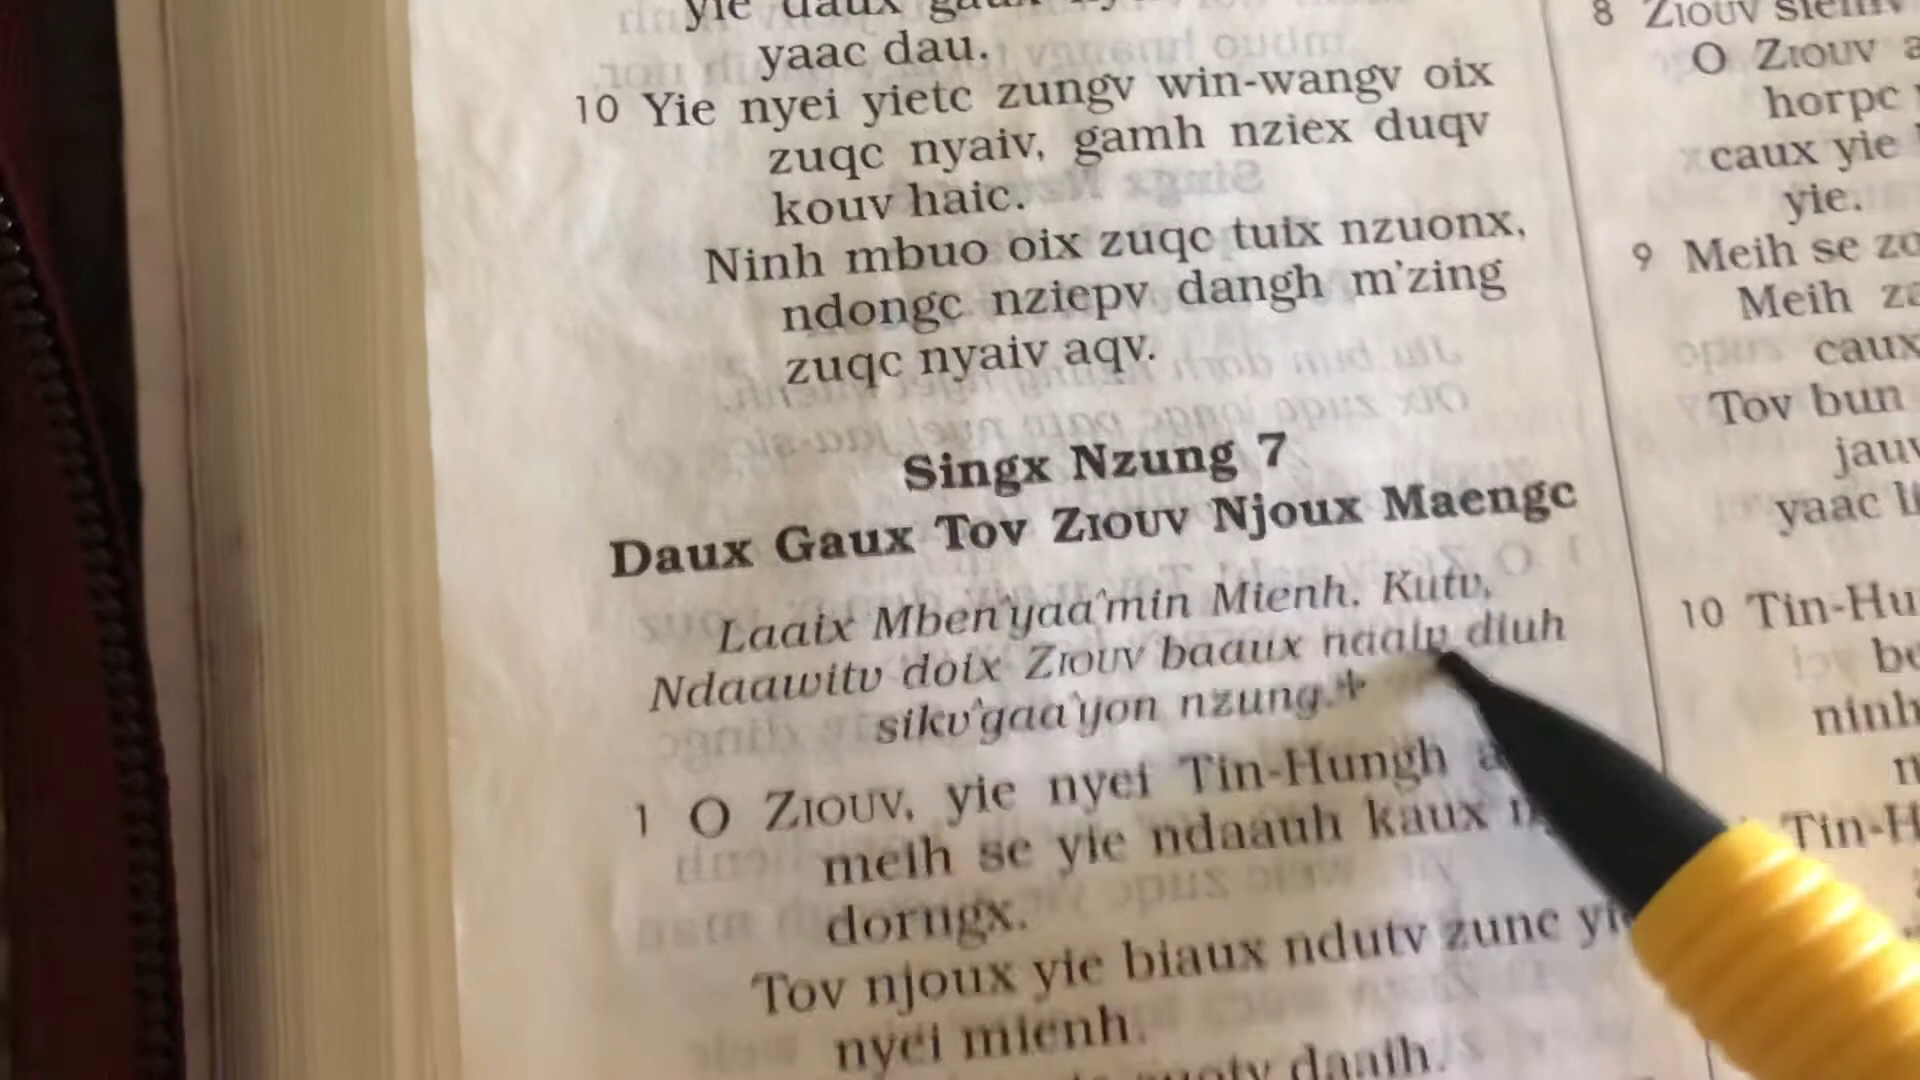 yie daux gaux
yaac dau.
10 Yie nyei yietc zungv win-wangv oix
zuqc nyaiv, gamh nziex duqv
kouv haic.
Ninh mbuo oix zuqc tuix nzuonx,
ndongc nziepv dangh m'zing
zuqc nyaiv aqv.
Singx Nzung 7
Daux Gaux Tov ZIOUV Njoux Maengc
Laaix Mben^yaa^min Mienh, Kutv,
Ndaawitv doix ZIOUV baaux naaiv diuh
sikv^gaa^yon nzung.*
1 O ZIOUV, yie nyei Tin-Hungh
meih se yie ndaauh kaux
dorngx.
Tov njoux yie biaux ndutv zunc
nyei mienh.
daaih.
8 ZIOUV
O ZIOUV
horpc
caux yie
yie.
9 Meih se
Meih
caux
Tov bun
yaac
10 Tin-Hu